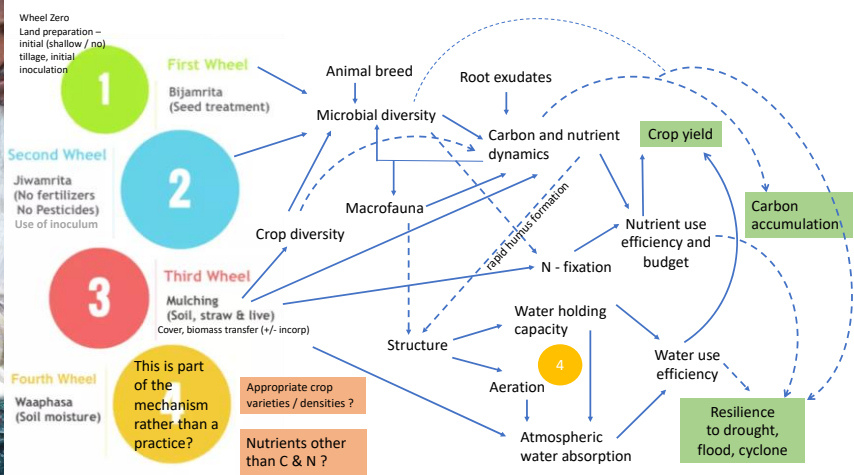 Wheel Zero
Land preparation –
initial (shallow / no)
tillage, initial
inoculation
1
First Wheel
Bijamrita
(Seed treatment)
Second Wheel
Jiwamrita
(No fertilizers
No Pesticides)
Use of inoculum
2
3
Third Wheel
Mulching
(Soil, straw & live)
Cover, biomass transfer (+/- incorp)
Fourth Wheel
Waaphasa
(Soil moisture)
4
This is part
of the
mechanism
rather than a
practice?
Appropriate crop
varieties / densities ?
Nutrients other
than C & N ?
Animal breed
Microbial diversity
Root exudates
Carbon and nutrient
dynamics
Macrofauna
Crop diversity
rapid humus formation
N - fixation
Structure
Water holding
capacity
4
Aeration
Atmospheric
water absorption
Crop yield
Nutrient use
efficiency and
budget
Water use
efficiency
Carbon
accumulation
Resilience
to drought,
flood, cyclone